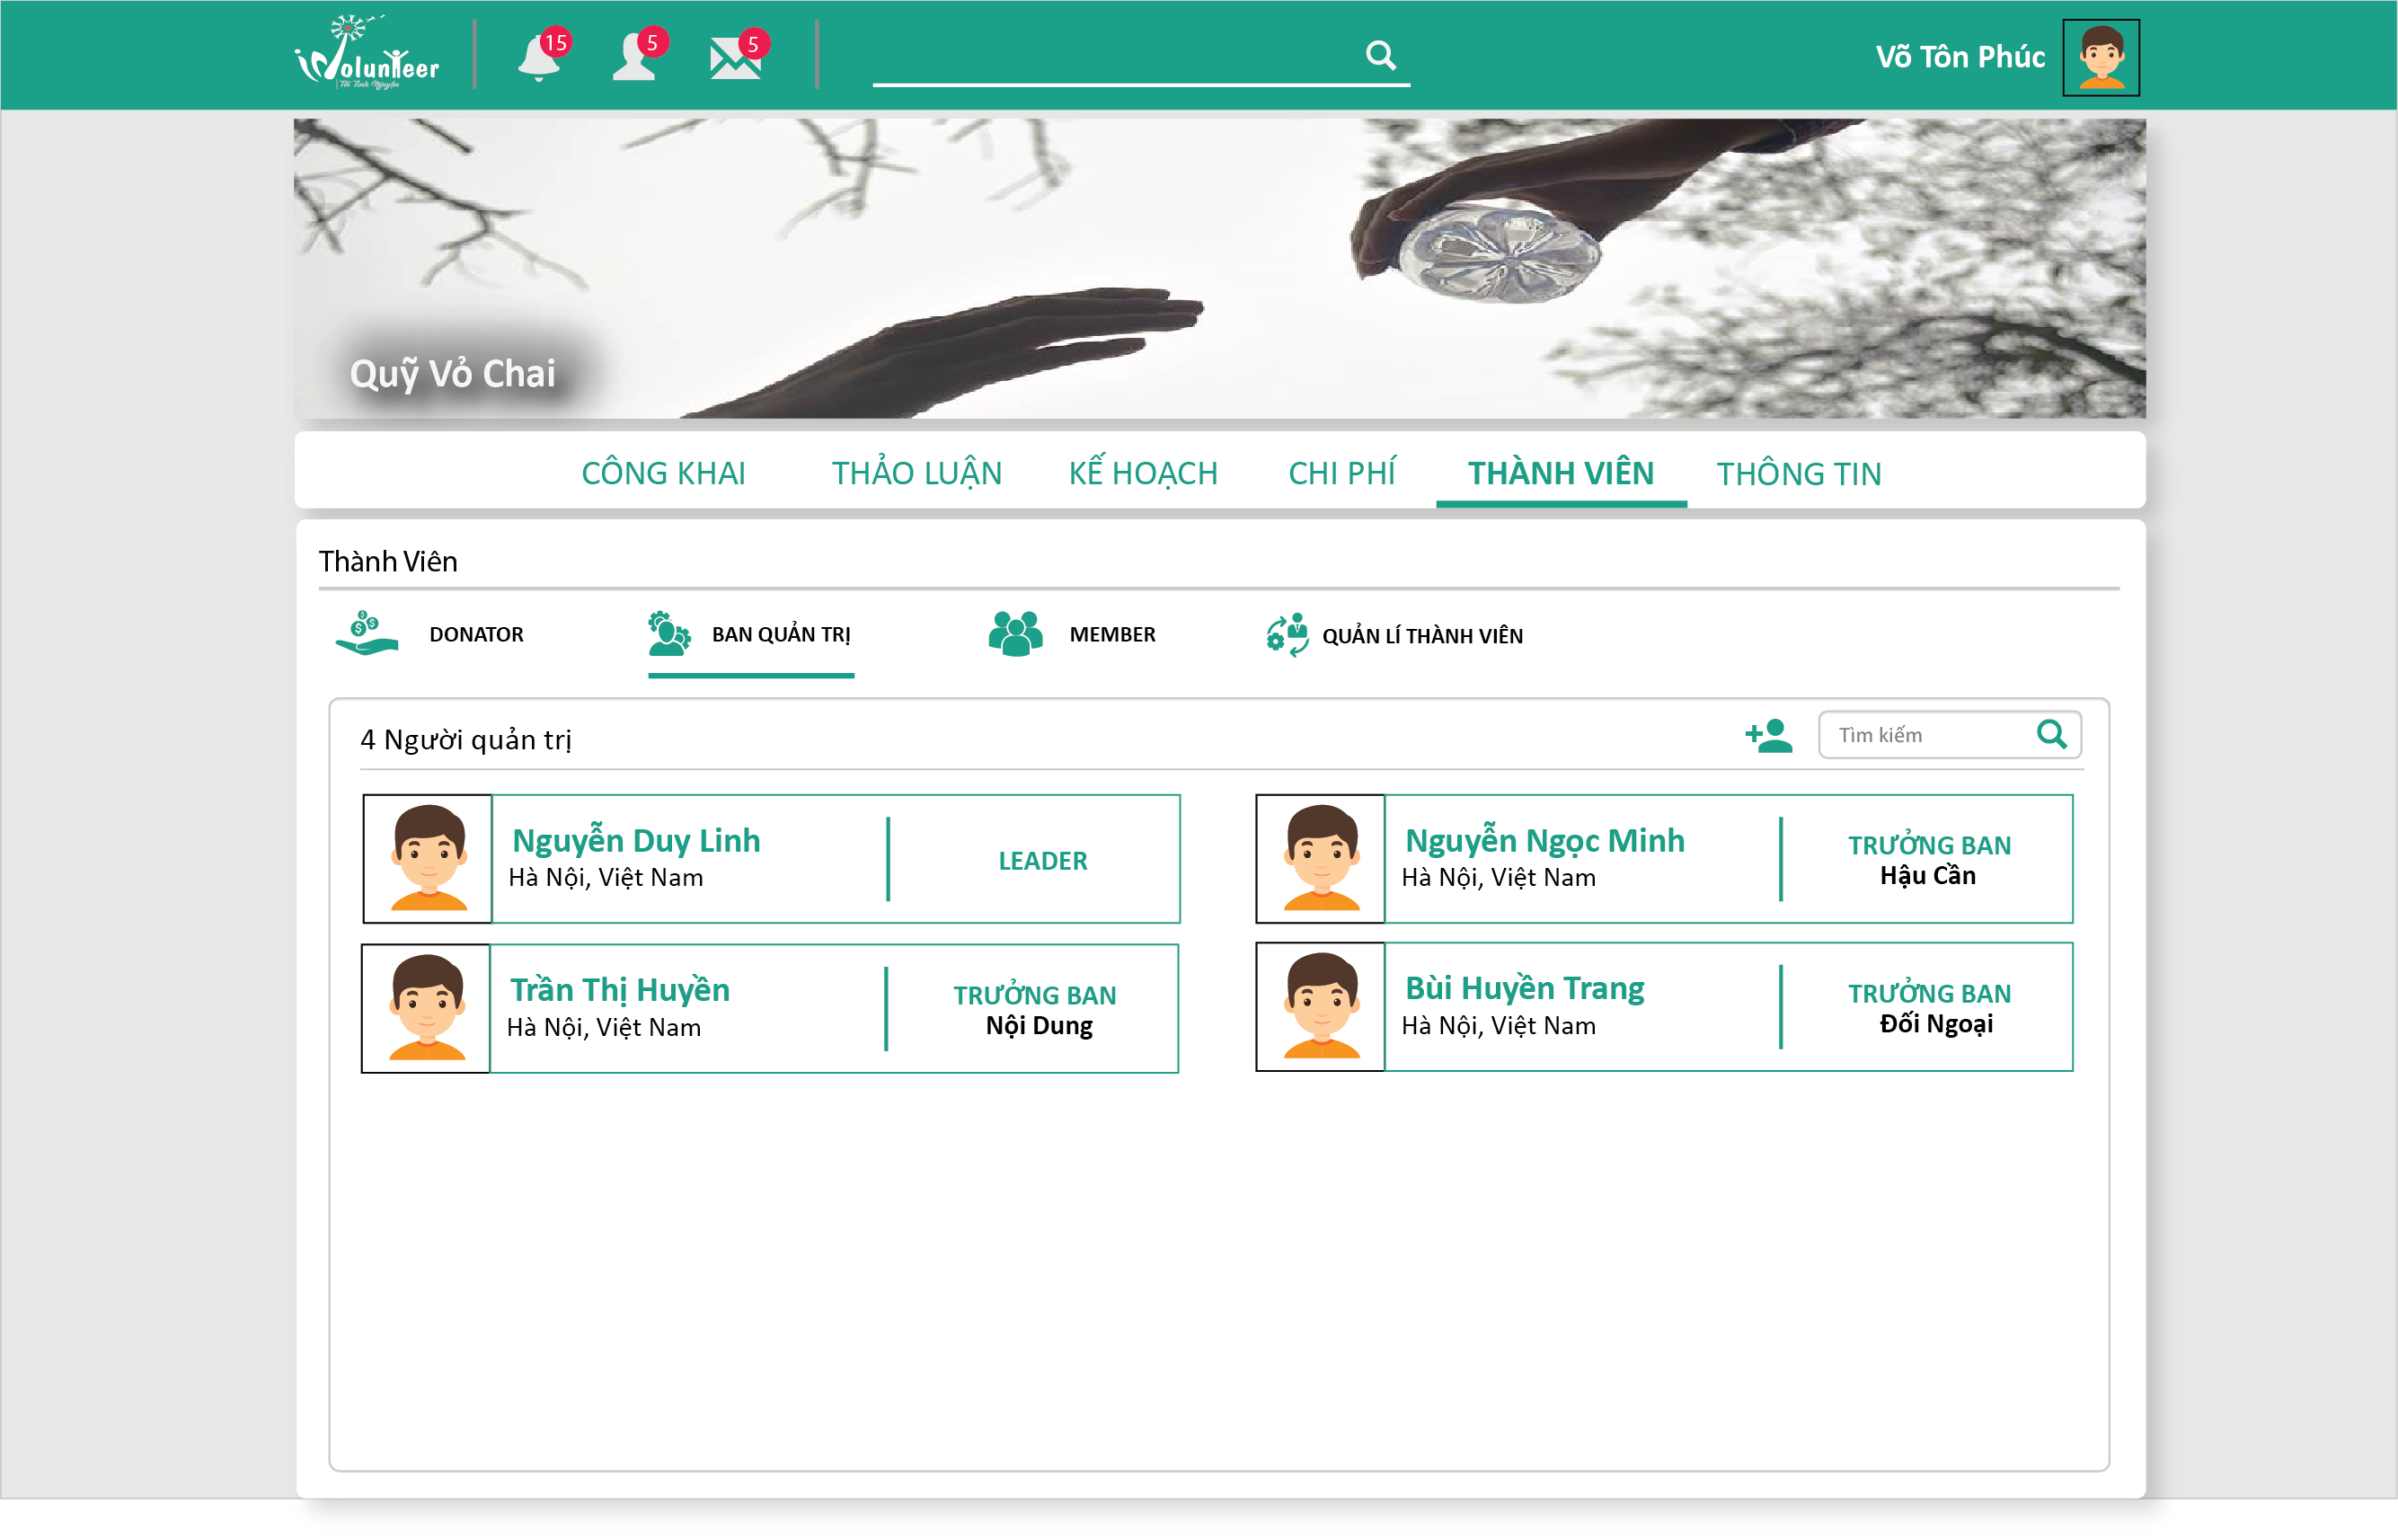 Volunteer
Tôi Tình Nguyện
15
5
5
Võ Tôn Phúc
Quỹ Vỏ Chai
CÔNG KHAI
THẢO LUẬN
KẾ HOẠCH
CHI PHÍ
THÀNH VIÊN
THÔNG TIN
Thành Viên
DONATOR
BAN QUẢN TRỊ
MEMBER
QUẢN LÍ THÀNH VIÊN
4 Người quản trị
Tìm kiếm
Nguyễn Duy Linh
Hà Nội, Việt Nam
LEADER
Nguyễn Ngọc Minh
Hà Nội, Việt Nam
TRƯỞNG BAN
Hậu Cần
Trần Thị Huyền
Hà Nội, Việt Nam
TRƯỞNG BAN
Nội Dung
Bùi Huyền Trang
Hà Nội, Việt Nam
TRƯỞNG BAN
Đối Ngoại